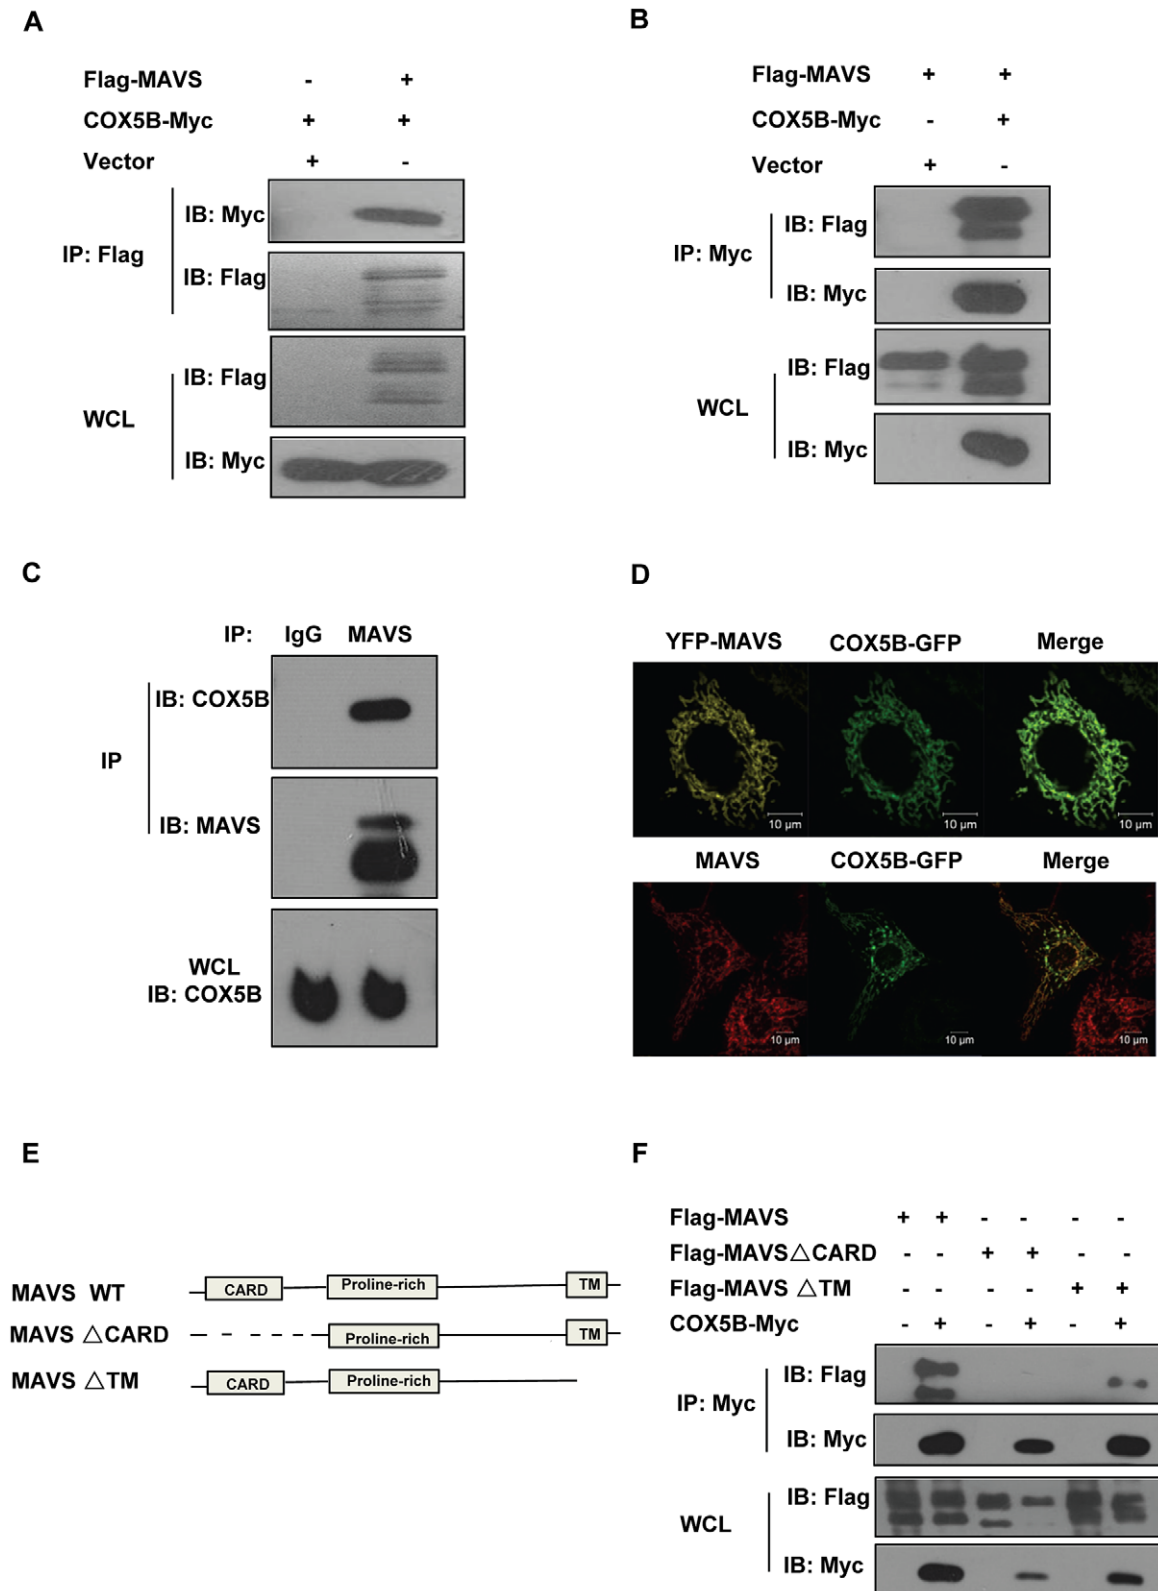 A
Flag-MAVS - +
COX5B-Myc + +
Vector + -
IP: Flag
IB: Myc
IB: Flag
WCL
IB: Flag
IB: Myc
B
Flag-MAVS + +
COX5B-Myc - +
Vector + -
IP: Myc
IB: Flag
IB: Myc
WCL
IB: Flag
IB: Myc
C
IP: IgG MAVS
IP
IB: COX5B
IB: MAVS
WCL
IB: COX5B
D
YFP-MAVS COX5B-GFP Merge
10 µm 10 µm 10 µm
MAVS COX5B-GFP Merge
10 µm 10 µm 10 µm
E
MAVS WT CARD Proline-rich TM
MAVS △CARD Proline-rich TM
MAVS △TM CARD Proline-rich
F
Flag-MAVS + + - - - -
Flag-MAVS△CARD - - + + - -
Flag-MAVS △TM - - - - + +
COX5B-Myc - + - + - +
IP: Myc
IB: Flag
IB: Myc
WCL
IB: Flag
IB: Myc